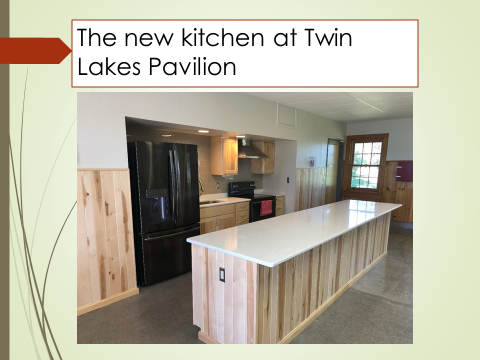 The new kitchen at Twin
Lakes Pavilion